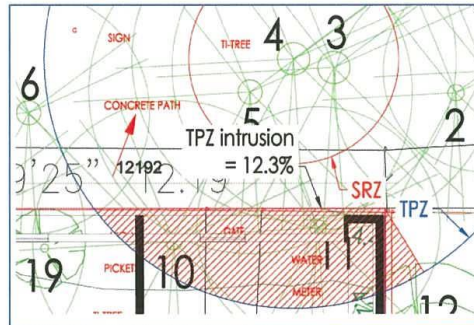 SIGN
TI-TREE
4
3
6
5
2
CONCRETE PATH
TPZ intrusion
= 12.3%
12192
9'25"
12.19
SRZ
TPZ
GATE
19
PICKET
10
WATER
METER
12